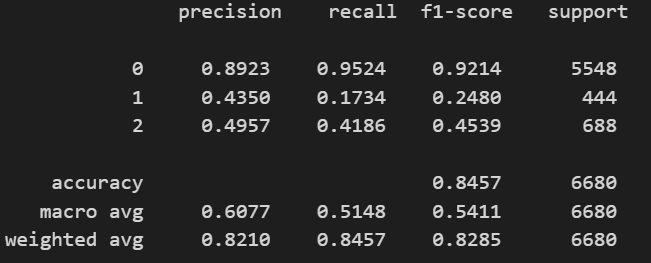 precision recall f1-score support
0 0.8923 0.9524 0.9214 5548
1 0.4350 0.1734 0.2480 444
2 0.4957 0.4186 0.4539 688
accuracy 0.8457 6680
macro avg 0.6077 0.5148 0.5411 6680
weighted avg 0.8210 0.8457 0.8285 6680